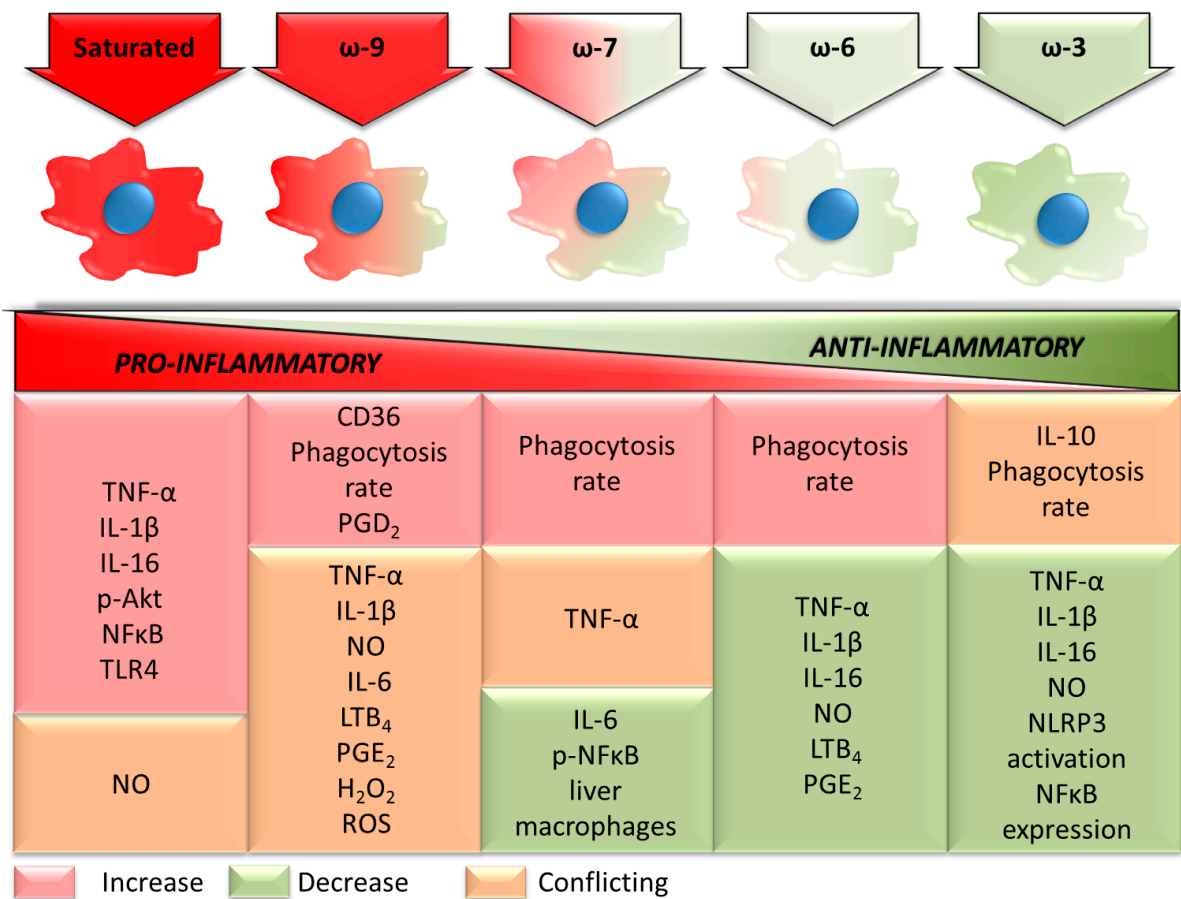 Saturated
ω-9
ω-7
ω-6
ω-3
PRO-INFLAMMATORY
ANTI-INFLAMMATORY
TNF-α
IL-1β
IL-16
p-Akt
NFκB
TLR4
NO
CD36
Phagocytosis
rate
PGD₂
TNF-α
IL-1β
NO
IL-6
LTB₄
PGE₂
H₂O₂
ROS
Phagocytosis
rate
TNF-α
IL-6
p-NFκB
liver
macrophages
Phagocytosis
rate
TNF-α
IL-1β
IL-16
NO
LTB₄
PGE₂
IL-10
Phagocytosis
rate
TNF-α
IL-1β
IL-16
NO
NLRP3
activation
NFκB
expression
Increase
Decrease
Conflicting